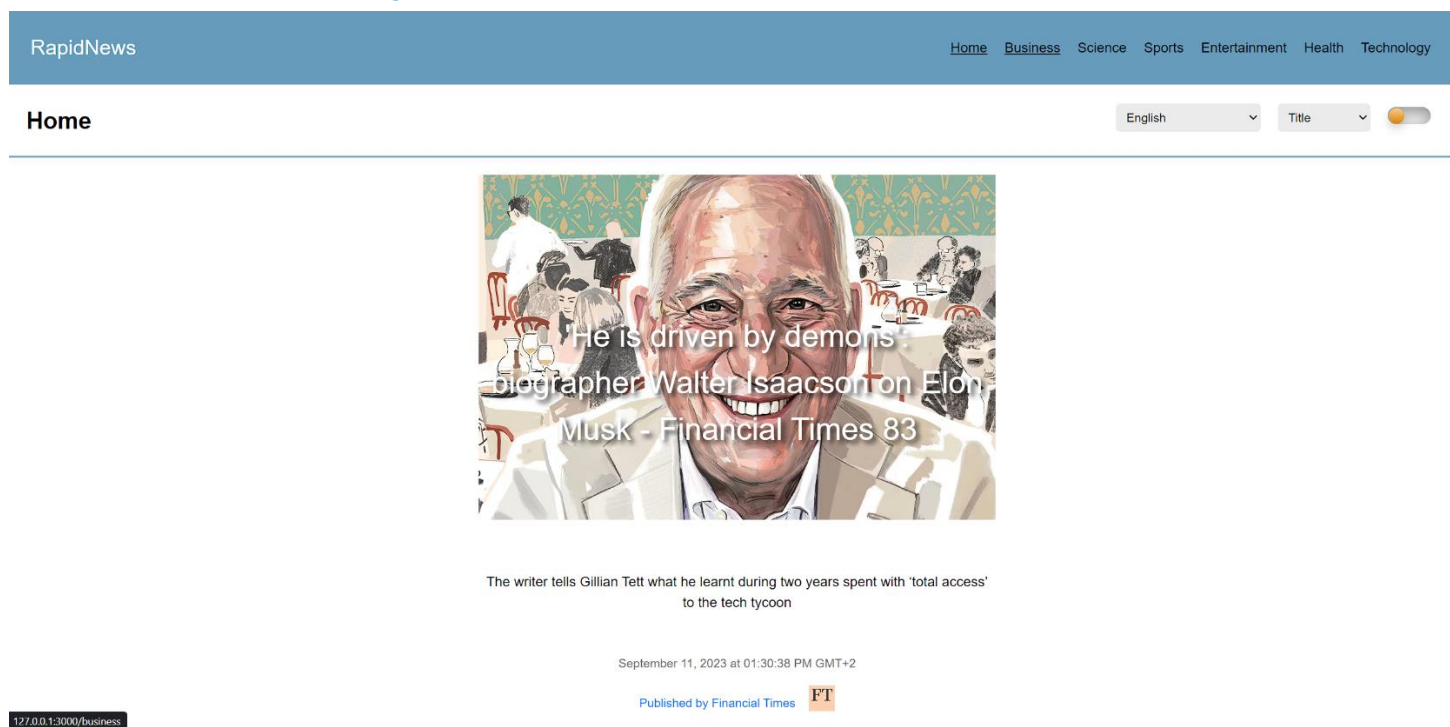 RapidNews
Home Business Science Sports Entertainment Health Technology
Home
English Title
'He is driven by demons':
biographer Walter Isaacson on Elon
Musk - Financial Times 83
The writer tells Gillian Tett what he learnt during two years spent with ‘total access’
to the tech tycoon
September 11, 2023 at 01:30:38 PM GMT+2
Published by Financial Times FT
127.0.0.1:3000/business